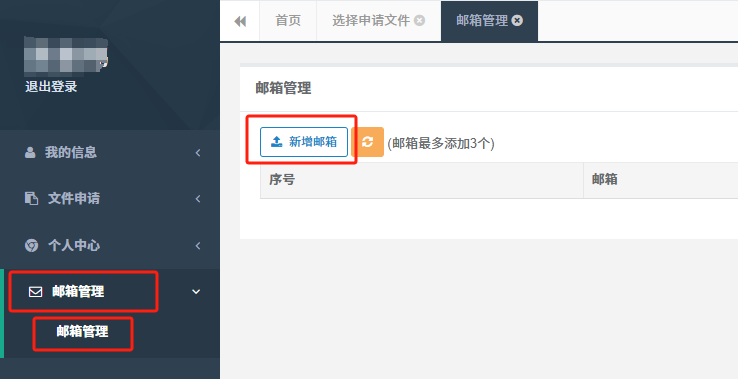 退出登录
我的信息
文件申请
个人中心
邮箱管理
邮箱管理
首页 选择申请文件 邮箱管理
邮箱管理
新增邮箱 (邮箱最多添加3个)
序号 邮箱